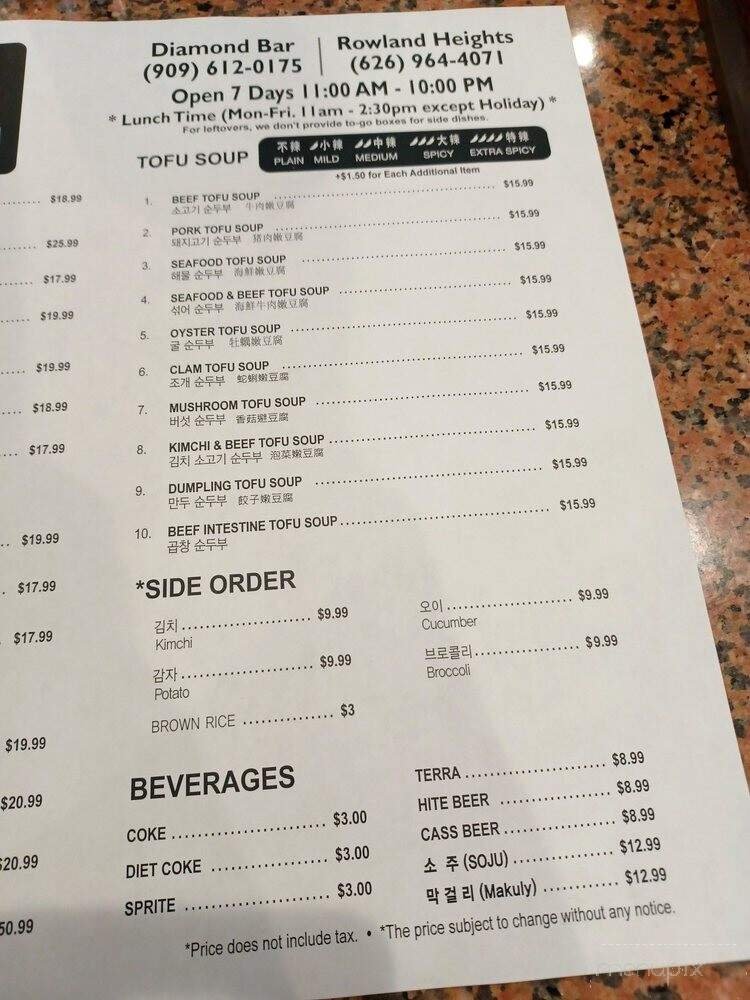 Diamond Bar | Rowland Heights
(909) 612-0175 | (626) 964-4071
Open 7 Days 11:00 AM - 10:00 PM
* Lunch Time (Mon-Fri. 11am - 2:30pm except Holiday) *
For leftovers, we don't provide to-go boxes for side dishes.
TOFU SOUP
不辣 小辣 中辣 大辣 特辣
PLAIN MILD MEDIUM SPICY EXTRA SPICY
+$1.50 for Each Additional Item
1. BEEF TOFU SOUP $15.99
소고기 순두부 牛肉嫩豆腐
2. PORK TOFU SOUP $15.99
돼지고기 순두부 猪肉嫩豆腐
3. SEAFOOD TOFU SOUP $15.99
해물 순두부 海鮮嫩豆腐
4. SEAFOOD & BEEF TOFU SOUP $15.99
섞어 순두부 海鮮牛肉嫩豆腐
5. OYSTER TOFU SOUP $15.99
굴 순두부 牡蠣嫩豆腐
6. CLAM TOFU SOUP $15.99
조개 순두부 嫩豆腐
7. MUSHROOM TOFU SOUP $15.99
버섯 순두부 香菇 豆腐
8. KIMCHI & BEEF TOFU SOUP $15.99
김치 소고기 순두부 泡菜嫩豆腐
9. DUMPLING TOFU SOUP $15.99
만두 순두부 餃子嫩豆腐
10. BEEF INTESTINE TOFU SOUP $15.99
곱창 순두부
*SIDE ORDER
김치 $9.99
Kimchi
감자 $9.99
Potato
BROWN RICE $3
오이 $9.99
Cucumber
브로콜리 $9.99
Broccoli
BEVERAGES
COKE $3.00
DIET COKE $3.00
SPRITE $3.00
TERRA $8.99
HITE BEER $8.99
CASS BEER $8.99
소 주 (SOJU) $12.99
막 걸 리 (Makuly) $12.99
*Price does not include tax. • *The price subject to change without any notice.
$18.99
$25.99
$17.99
$19.99
$19.99
$18.99
$17.99
$19.99
$17.99
$17.99
$19.99
$20.99
$20.99
50.99
menupix